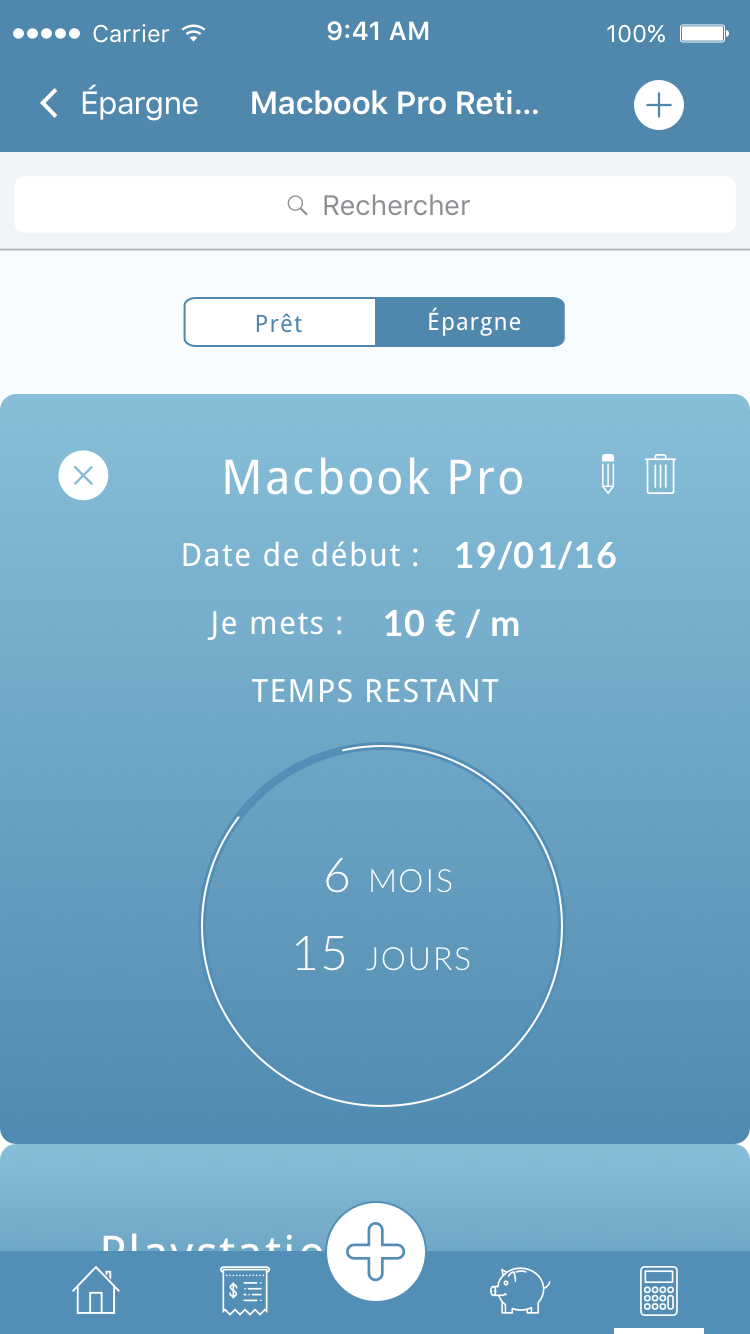 Carrier 9:41 AM 100%
Épargne Macbook Pro Reti...
Rechercher
Prêt Épargne
Macbook Pro
Date de début : 19/01/16
Je mets : 10 € / m
TEMPS RESTANT
6 MOIS
15 JOURS
Playstatio
$